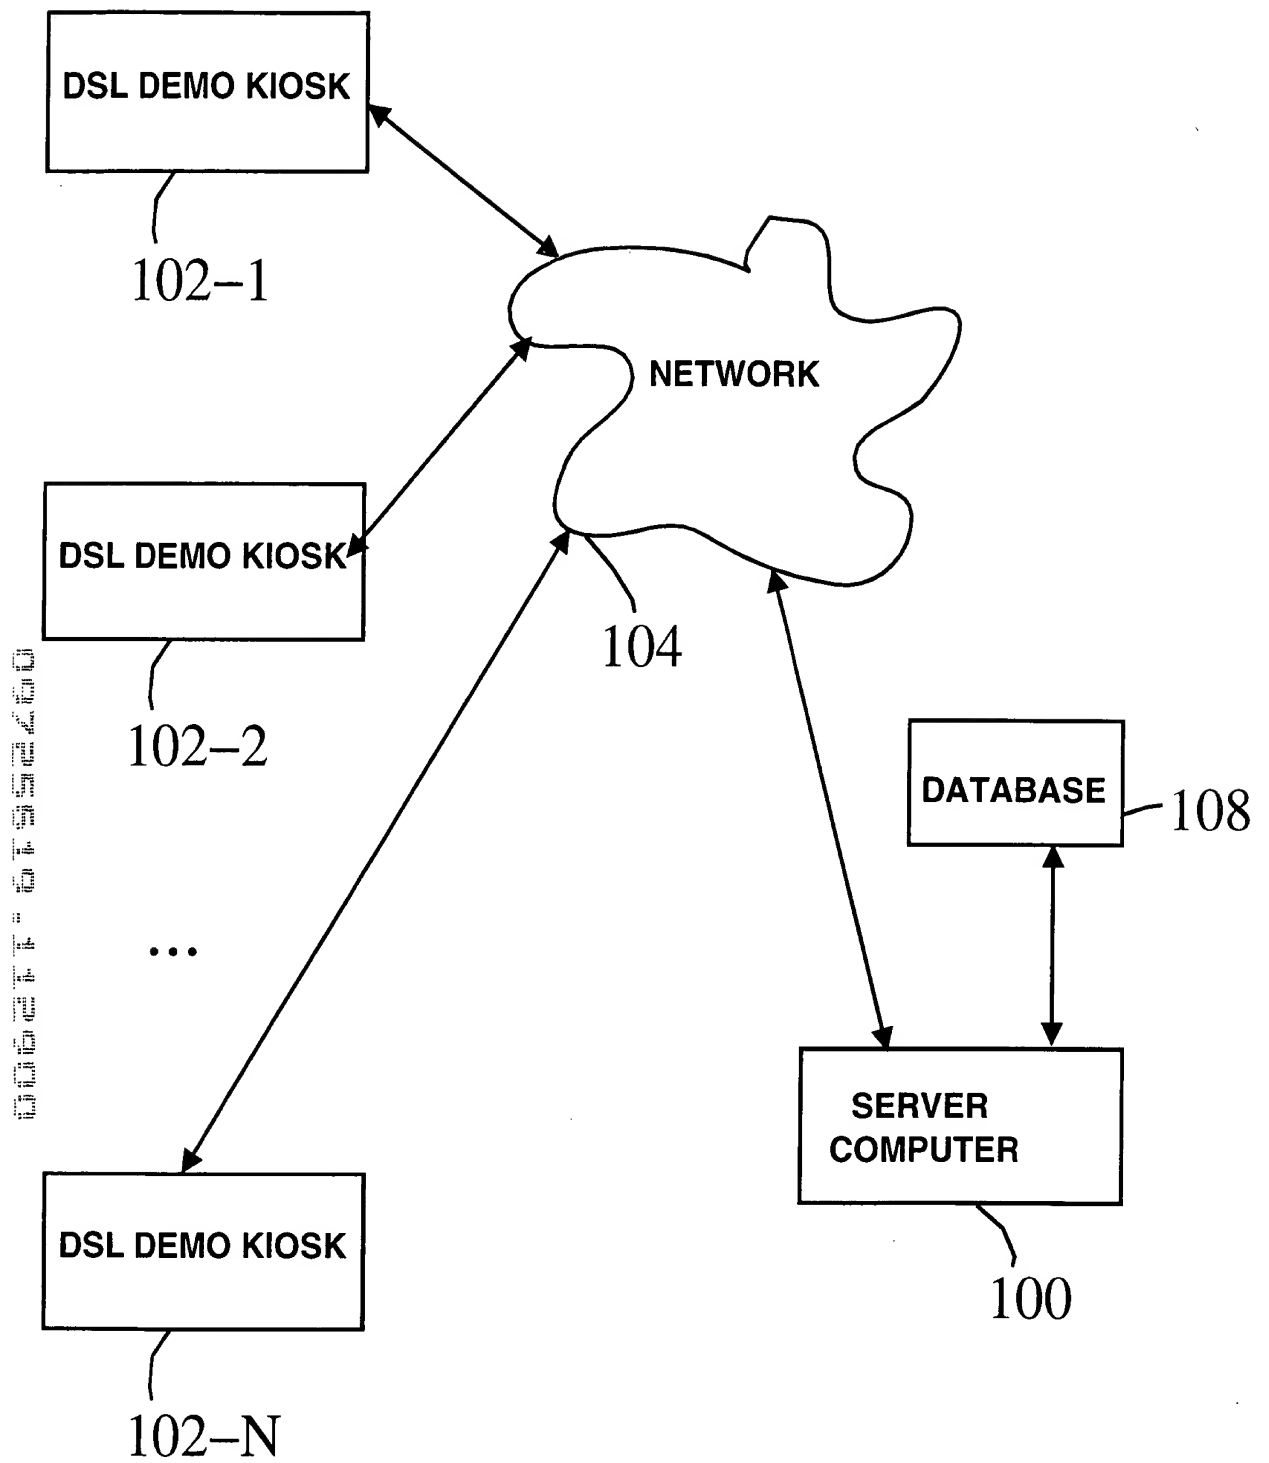 DSL DEMO KIOSK
102-1
NETWORK
DSL DEMO KIOSK
104
102-2
DATABASE
108
...
SERVER
COMPUTER
DSL DEMO KIOSK
100
102-N